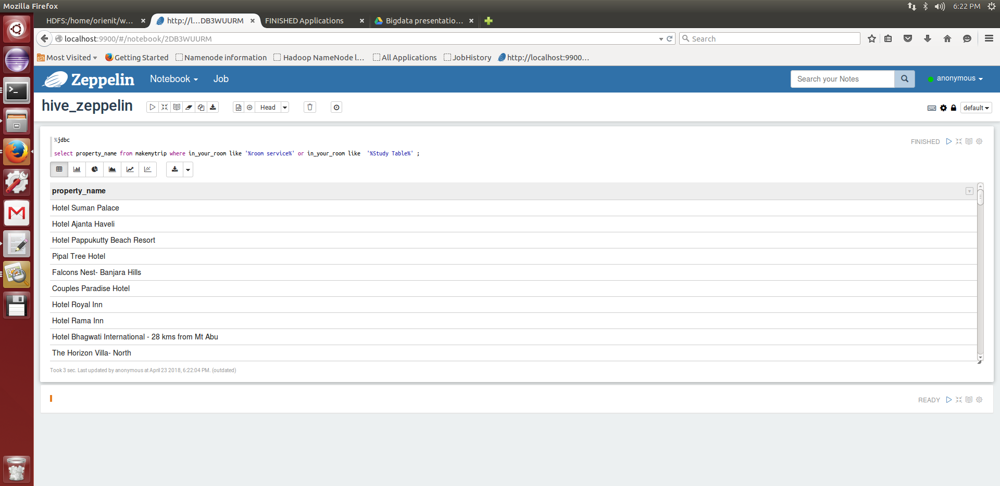 Mozilla Firefox
6:22 PM
HDFS:/home/orienit/w...
http://l...DB3WUURM
FINISHED Applications
Bigdata presentatio...
localhost:9900/#/notebook/2DB3WUURM
Search
Most Visited
Getting Started
Namenode information
Hadoop NameNode l...
All Applications
JobHistory
http://localhost:9900...
Zeppelin
Notebook
Job
Search your Notes
anonymous
hive_zeppelin
Head
default
%jdbc
FINISHED
select property_name from makemytrip where in_your_room like '%room service%' or in_your_room like  '%Study Table%' ;
property_name
Hotel Suman Palace
Hotel Ajanta Haveli
Hotel Pappukutty Beach Resort
Pipal Tree Hotel
Falcons Nest- Banjara Hills
Couples Paradise Hotel
Hotel Royal Inn
Hotel Rama Inn
Hotel Bhagwati International - 28 kms from Mt Abu
The Horizon Villa- North
Took 3 sec. Last updated by anonymous at April 23 2018, 6:22:04 PM. (outdated)
READY